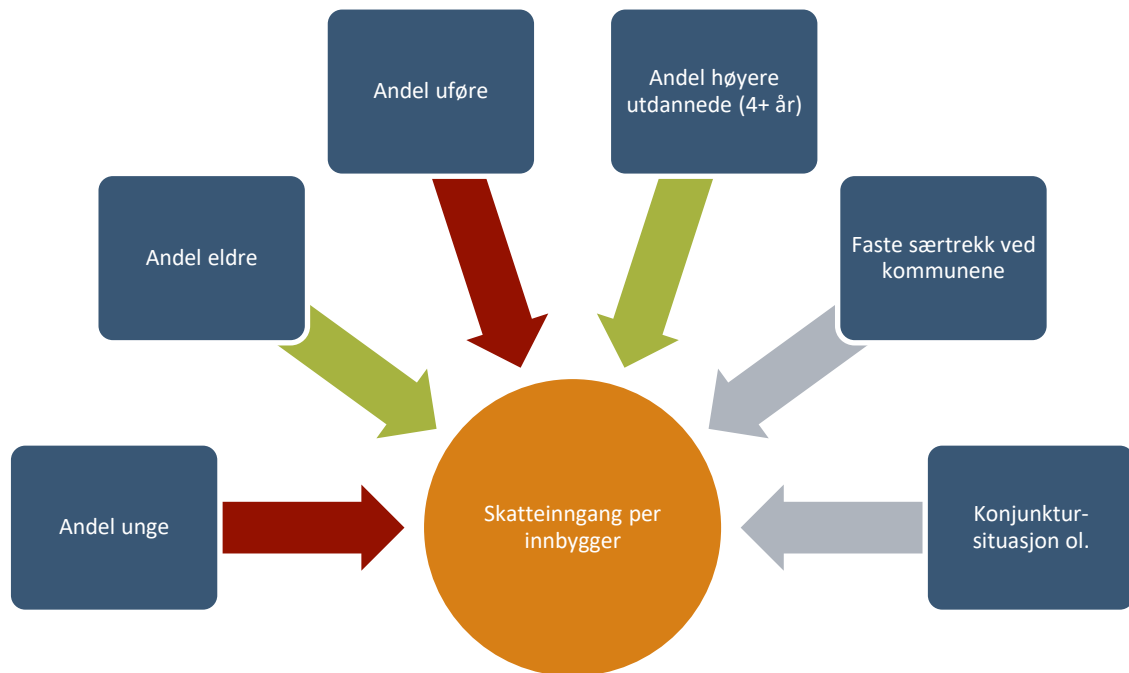 Andel uføre
Andel høyere
utdannede (4+ år)
Andel eldre
Faste særtrekk ved
kommunene
Andel unge
Skatteinngang per
innbygger
Konjunktur-
situasjon ol.